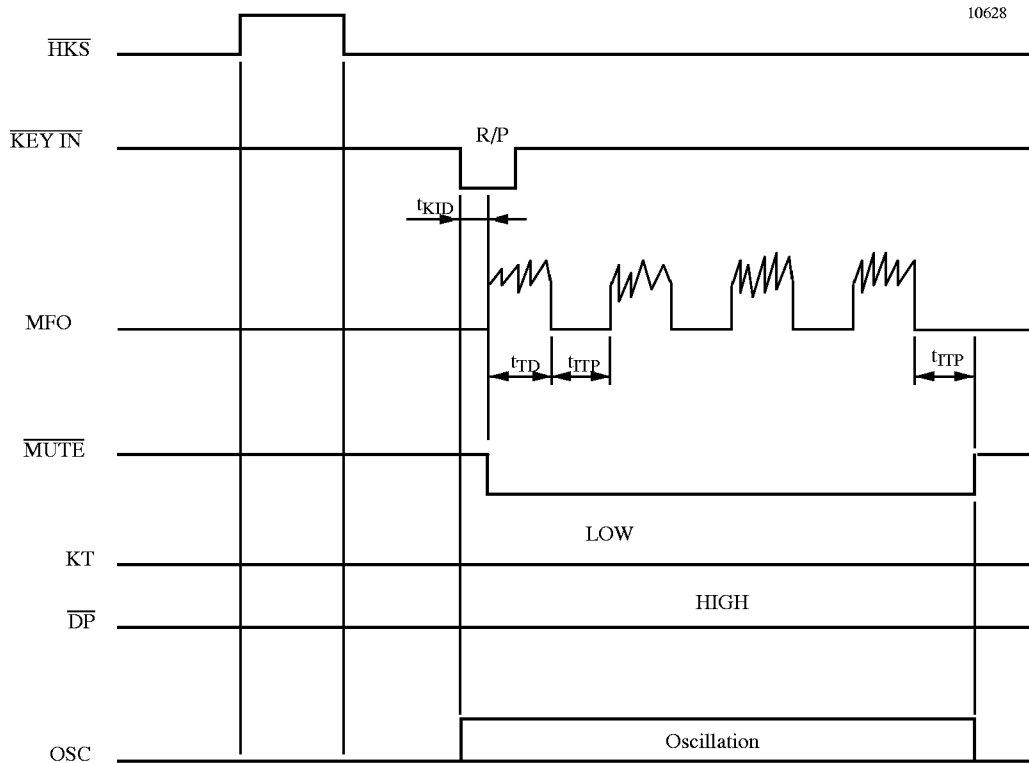 10628
HKS
KEY IN
R/P
tKID
MFO
tTD
tITP
tITP
MUTE
LOW
KT
HIGH
DP
Oscillation
OSC